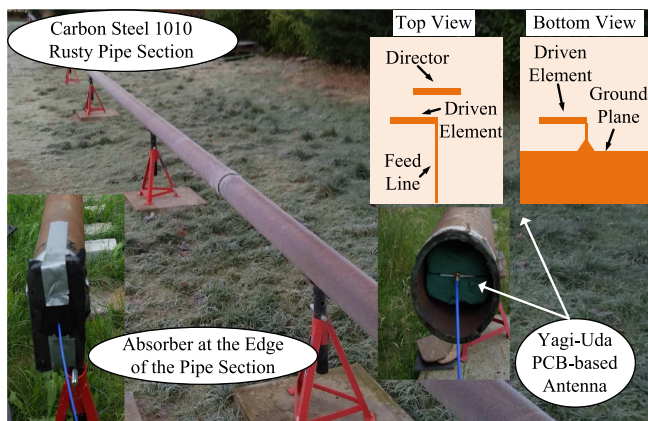 Carbon Steel 1010
Rusty Pipe Section
Top View
Bottom View
Director
Driven
Element
Feed
Line
Driven
Element
Ground
Plane
Absorber at the Edge
of the Pipe Section
Yagi-Uda
PCB-based
Antenna